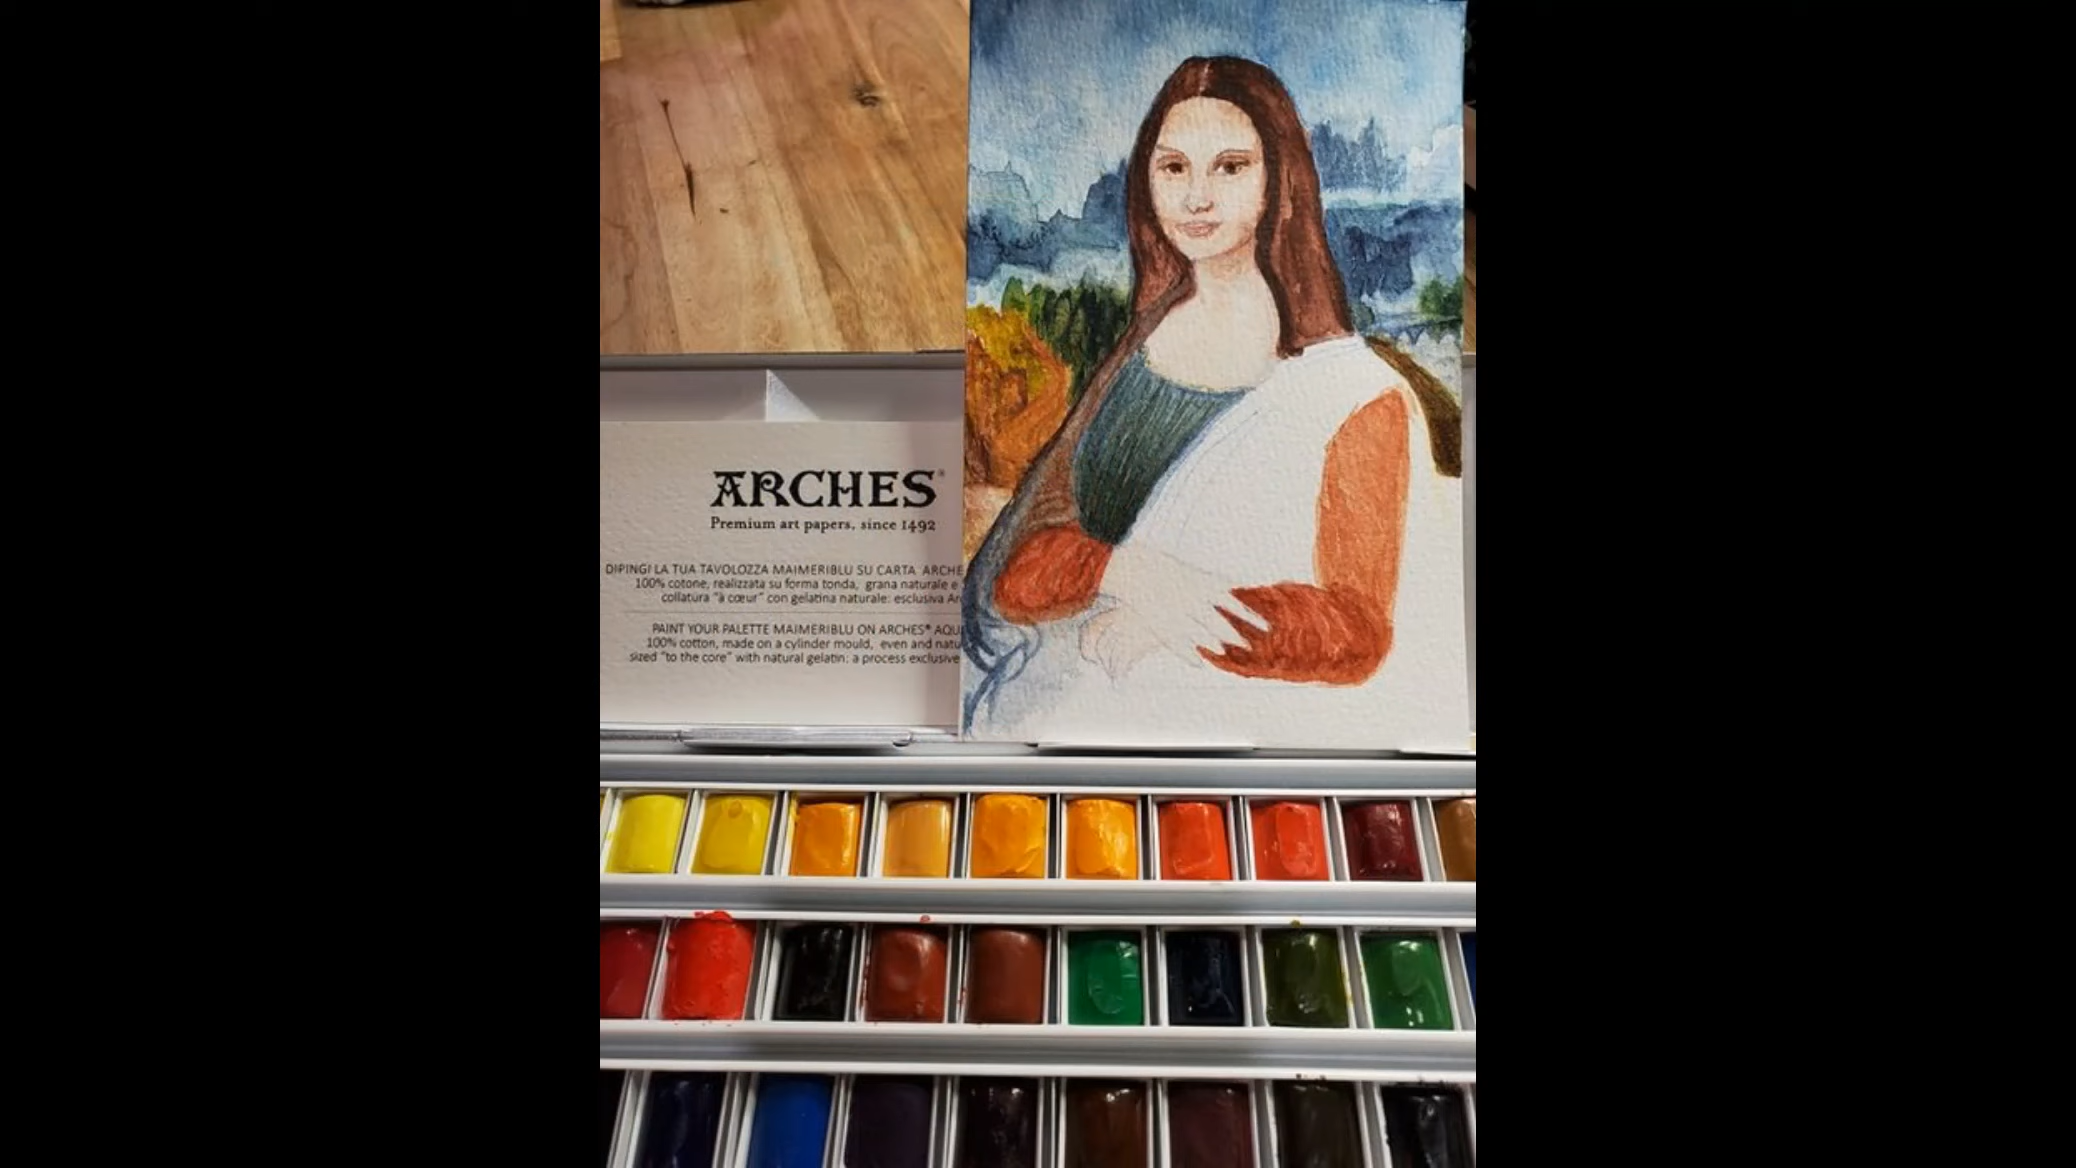 ARCHES®
Premium art papers, since 1492
DIPINGI LA TUA TAVOLOZZA MAIMERIBLU SU CARTA ARCHE
100% cotone, realizzata su forma tonda, grana naturale e
collatura "à cœur" con gelatina naturale: esclusiva Ar
PAINT YOUR PALETTE MAIMERIBLU ON ARCHES® AQU
100% cotton, made on a cylinder mould, even and natu
sized "to the core" with natural gelatin: a process exclusive